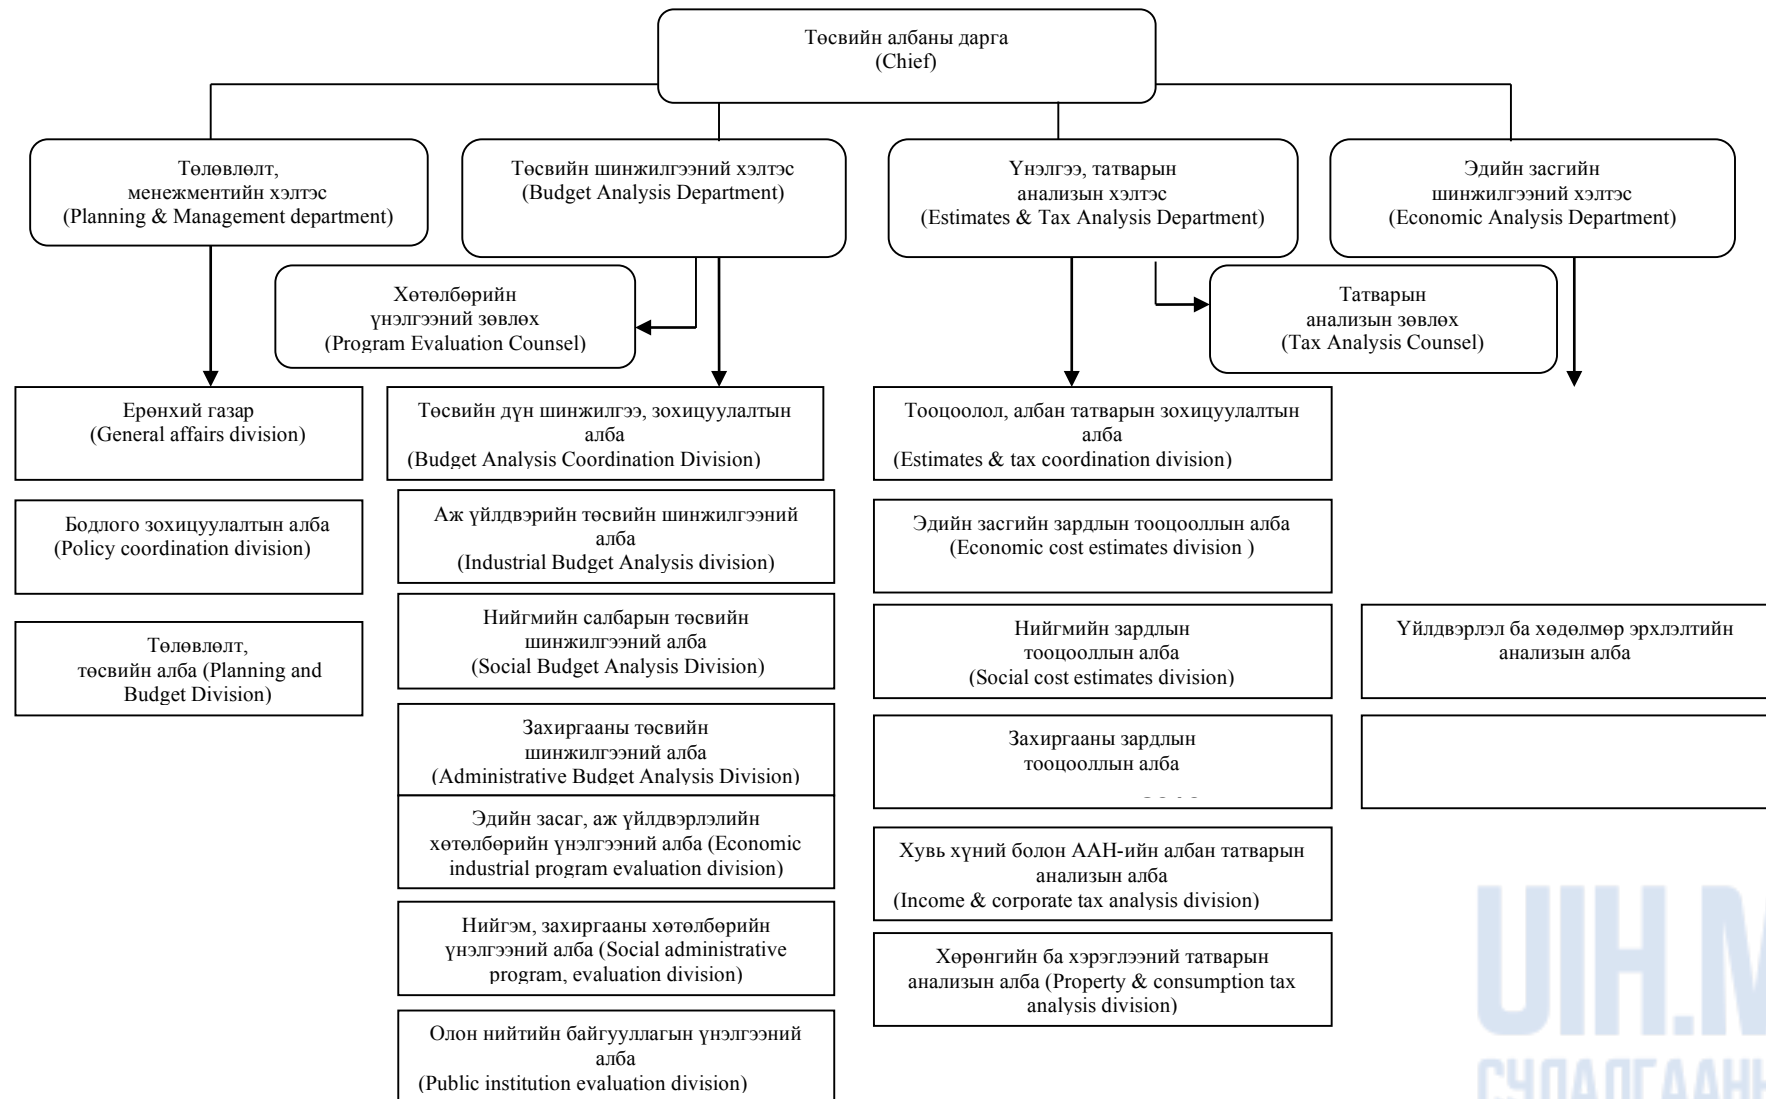 Төсвийн албаны дарга
(Chief)
Төлөвлөлт,
менежментийн хэлтэс
(Planning & Management department)
Төсвийн шинжилгээний хэлтэс
(Budget Analysis Department)
Үнэлгээ, татварын
анализын хэлтэс
(Estimates & Tax Analysis Department)
Эдийн засгийн
шинжилгээний хэлтэс
(Economic Analysis Department)
Хөтөлбөрийн
үнэлгээний зөвлөх
(Program Evaluation Counsel)
Татварын
анализын зөвлөх
(Tax Analysis Counsel)
Ерөнхий газар
(General affairs division)
Бодлого зохицуулалтын алба
(Policy coordination division)
Төлөвлөлт,
төсвийн алба (Planning and
Budget Division)
Төсвийн дүн шинжилгээ, зохицуулалтын
алба
(Budget Analysis Coordination Division)
Аж үйлдвэрийн төсвийн шинжилгээний
алба
(Industrial Budget Analysis division)
Нийгмийн салбарын төсвийн
шинжилгээний алба
(Social Budget Analysis Division)
Захиргааны төсвийн
шинжилгээний алба
(Administrative Budget Analysis Division)
Эдийн засаг, аж үйлдвэрлэлийн
хөтөлбөрийн үнэлгээний алба (Economic
industrial program evaluation division)
Нийгэм, захиргааны хөтөлбөрийн
үнэлгээний алба (Social administrative
program, evaluation division)
Олон нийтийн байгууллагын үнэлгээний
алба
(Public institution evaluation division)
Тооцоолол, албан татварын зохицуулалтын
алба
(Estimates & tax coordination division)
Эдийн засгийн зардлын тооцооллын алба
(Economic cost estimates division )
Нийгмийн зардлын
тооцооллын алба
(Social cost estimates division)
Захиргааны зардлын
тооцооллын алба
Хувь хүний болон ААН-ийн албан татварын
анализын алба
(Income & corporate tax analysis division)
Хөрөнгийн ба хэрэглээний татварын
анализын алба (Property & consumption tax
analysis division)
Үйлдвэрлэл ба хөдөлмөр эрхлэлтийн
анализын алба
UIH.M